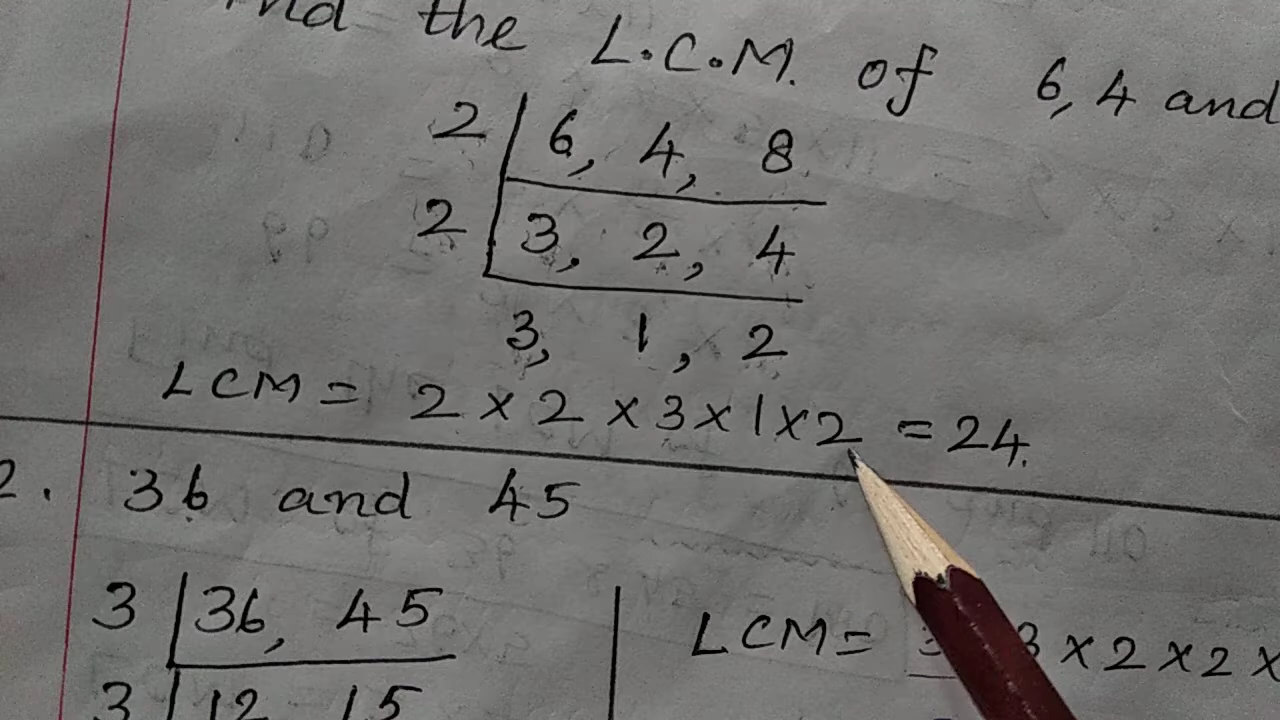 the L.C.M. of 6, 4 and
2 6, 4, 8
2 3, 2, 4
3, 1, 2
LCM = 2 × 2 × 3 × 1 × 2 = 24.
2. 36 and 45
3 36, 45
LCM = 3 × 2 × 2 ×
3 12 15